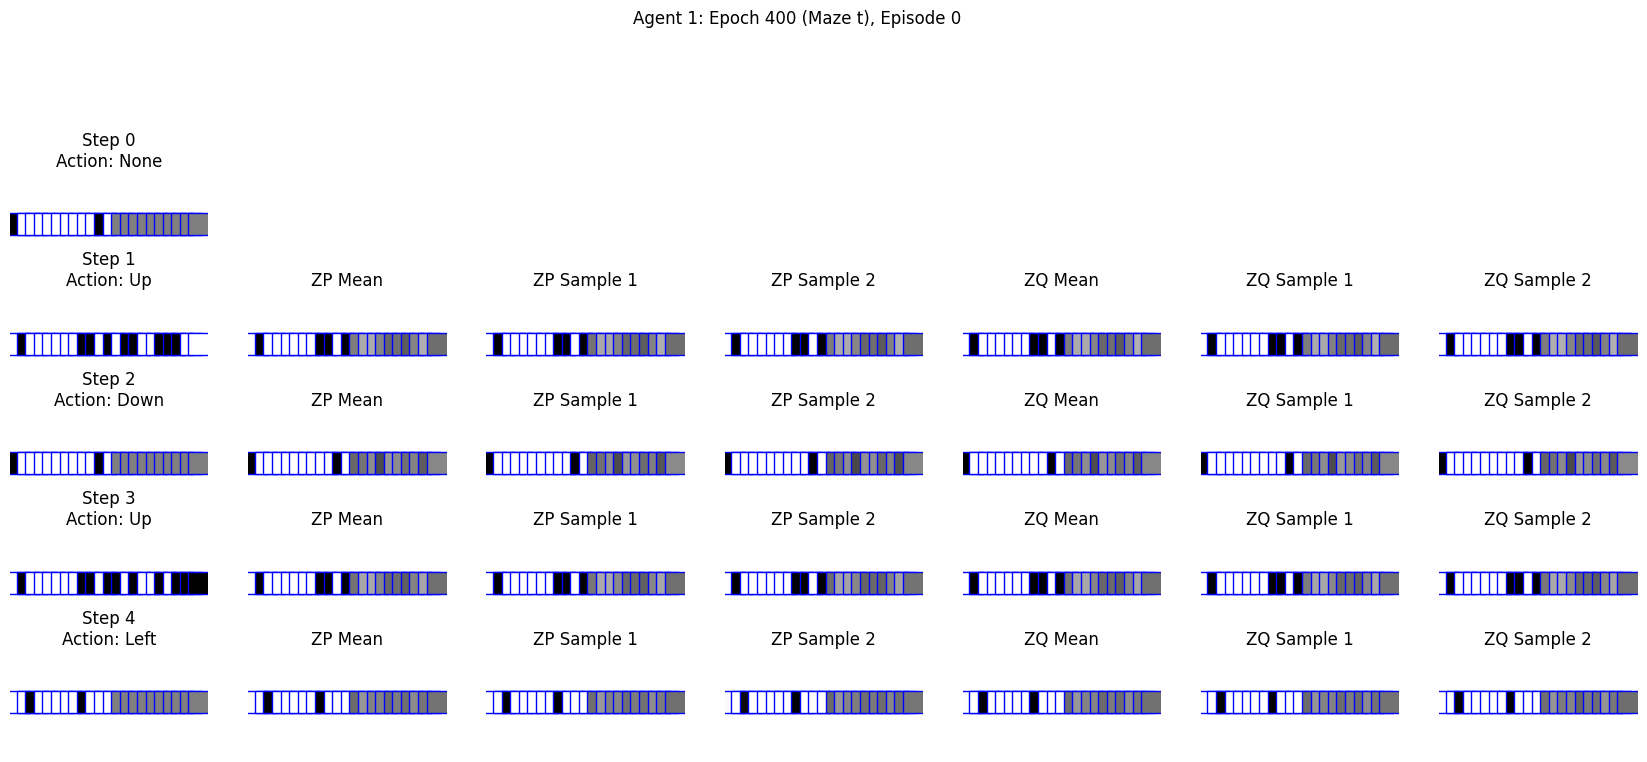 Agent 1: Epoch 400 (Maze t), Episode 0
Step 0
Action: None
Step 1
Action: Up
ZP Mean
ZP Sample 1
ZP Sample 2
ZQ Mean
ZQ Sample 1
ZQ Sample 2
Step 2
Action: Down
ZP Mean
ZP Sample 1
ZP Sample 2
ZQ Mean
ZQ Sample 1
ZQ Sample 2
Step 3
Action: Up
ZP Mean
ZP Sample 1
ZP Sample 2
ZQ Mean
ZQ Sample 1
ZQ Sample 2
Step 4
Action: Left
ZP Mean
ZP Sample 1
ZP Sample 2
ZQ Mean
ZQ Sample 1
ZQ Sample 2